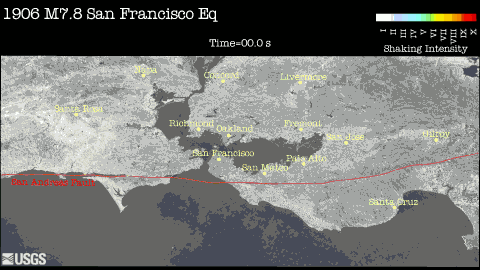 1906 M7.8 San Francisco Eq
Time=00.0 s
I II III IV V VI VII VIII IX X
Shaking Intensity
Napa
Concord
Livermore
Santa Rosa
Richmond
Oakland
Fremont
San Jose
Gilroy
San Francisco
Palo Alto
San Mateo
San Andreas Fault
Santa Cruz
USGS